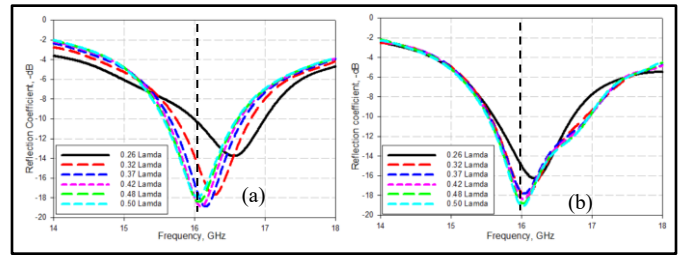 0
-2
-4
-6
-8
-10
-12
-14
-16
-18
-20
Reflection Coefficient, -dB
0.26 Lamda
0.32 Lamda
0.37 Lamda
0.42 Lamda
0.48 Lamda
0.50 Lamda
(a)
14 15 16 17 18
Frequency, GHz
0
-2
-4
-6
-8
-10
-12
-14
-16
-18
-20
Reflection coefficient, -dB
0.26 Lamda
0.32 Lamda
0.37 Lamda
0.42 Lamda
0.48 Lamda
0.50 Lamda
(b)
14 15 16 17 18
Frequency, GHz